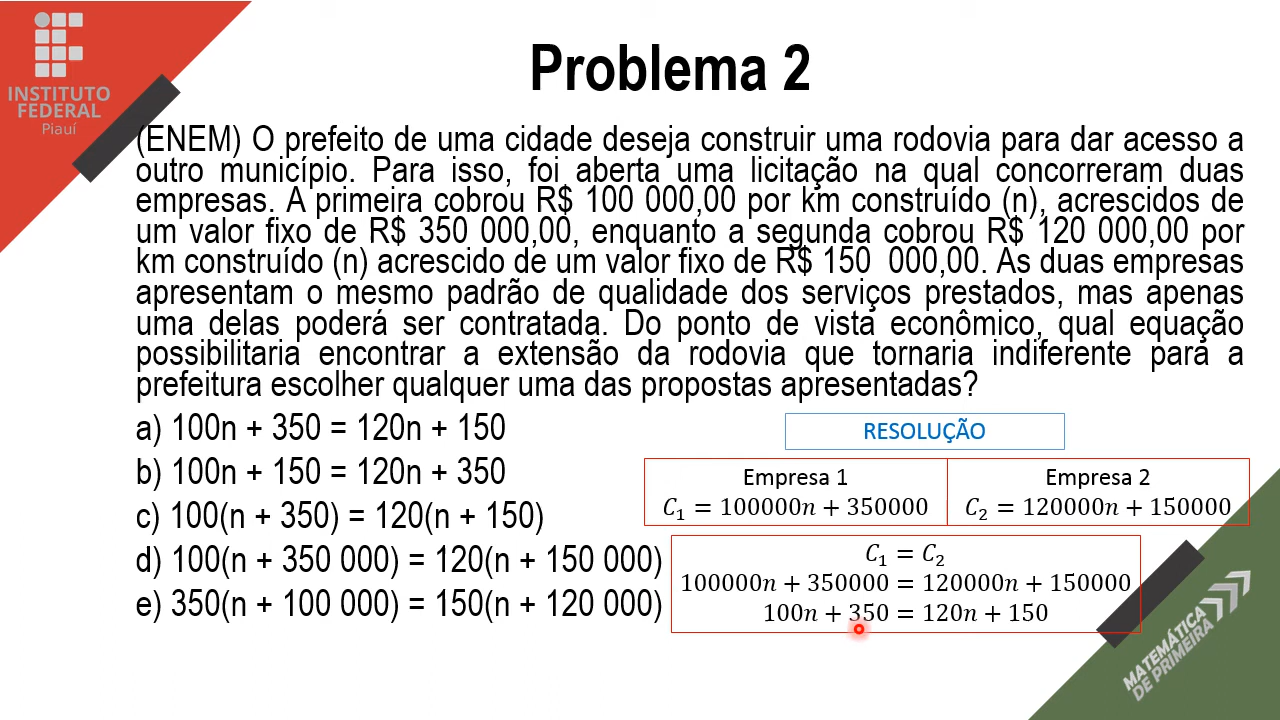 INSTITUTO
FEDERAL
Piauí
Problema 2
(ENEM) O prefeito de uma cidade deseja construir uma rodovia para dar acesso a
outro município. Para isso, foi aberta uma licitação na qual concorreram duas
empresas. A primeira cobrou R$ 100 000,00 por km construído (n), acrescidos de
um valor fixo de R$ 350 000,00, enquanto a segunda cobrou R$ 120 000,00 por
km construído (n) acrescido de um valor fixo de R$ 150 000,00. As duas empresas
apresentam o mesmo padrão de qualidade dos serviços prestados, mas apenas
uma delas poderá ser contratada. Do ponto de vista econômico, qual equação
possibilitaria encontrar a extensão da rodovia que tornaria indiferente para a
prefeitura escolher qualquer uma das propostas apresentadas?
a) 100n + 350 = 120n + 150
b) 100n + 150 = 120n + 350
c) 100(n + 350) = 120(n + 150)
d) 100(n + 350 000) = 120(n + 150 000)
e) 350(n + 100 000) = 150(n + 120 000)
RESOLUÇÃO
Empresa 1
C₁ = 100000n + 350000
Empresa 2
C₂ = 120000n + 150000
C₁ = C₂
100000n + 350000 = 120000n + 150000
100n + 350 = 120n + 150
MATEMÁTICA
DE PRIMEIRA